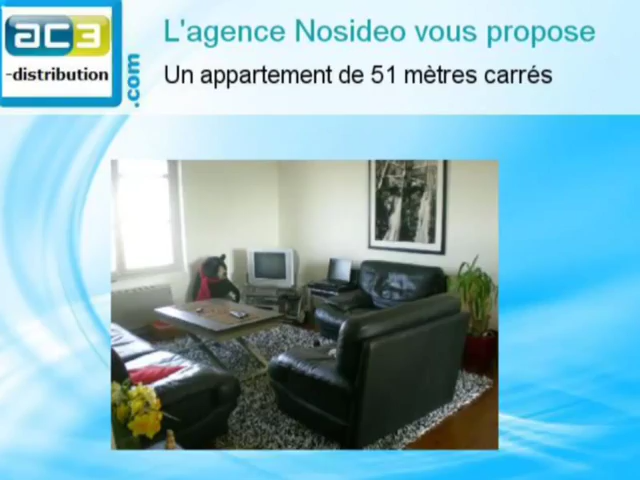 L'agence Nosideo vous propose
Un appartement de 51 mètres carrés
ac3
-distribution
.com